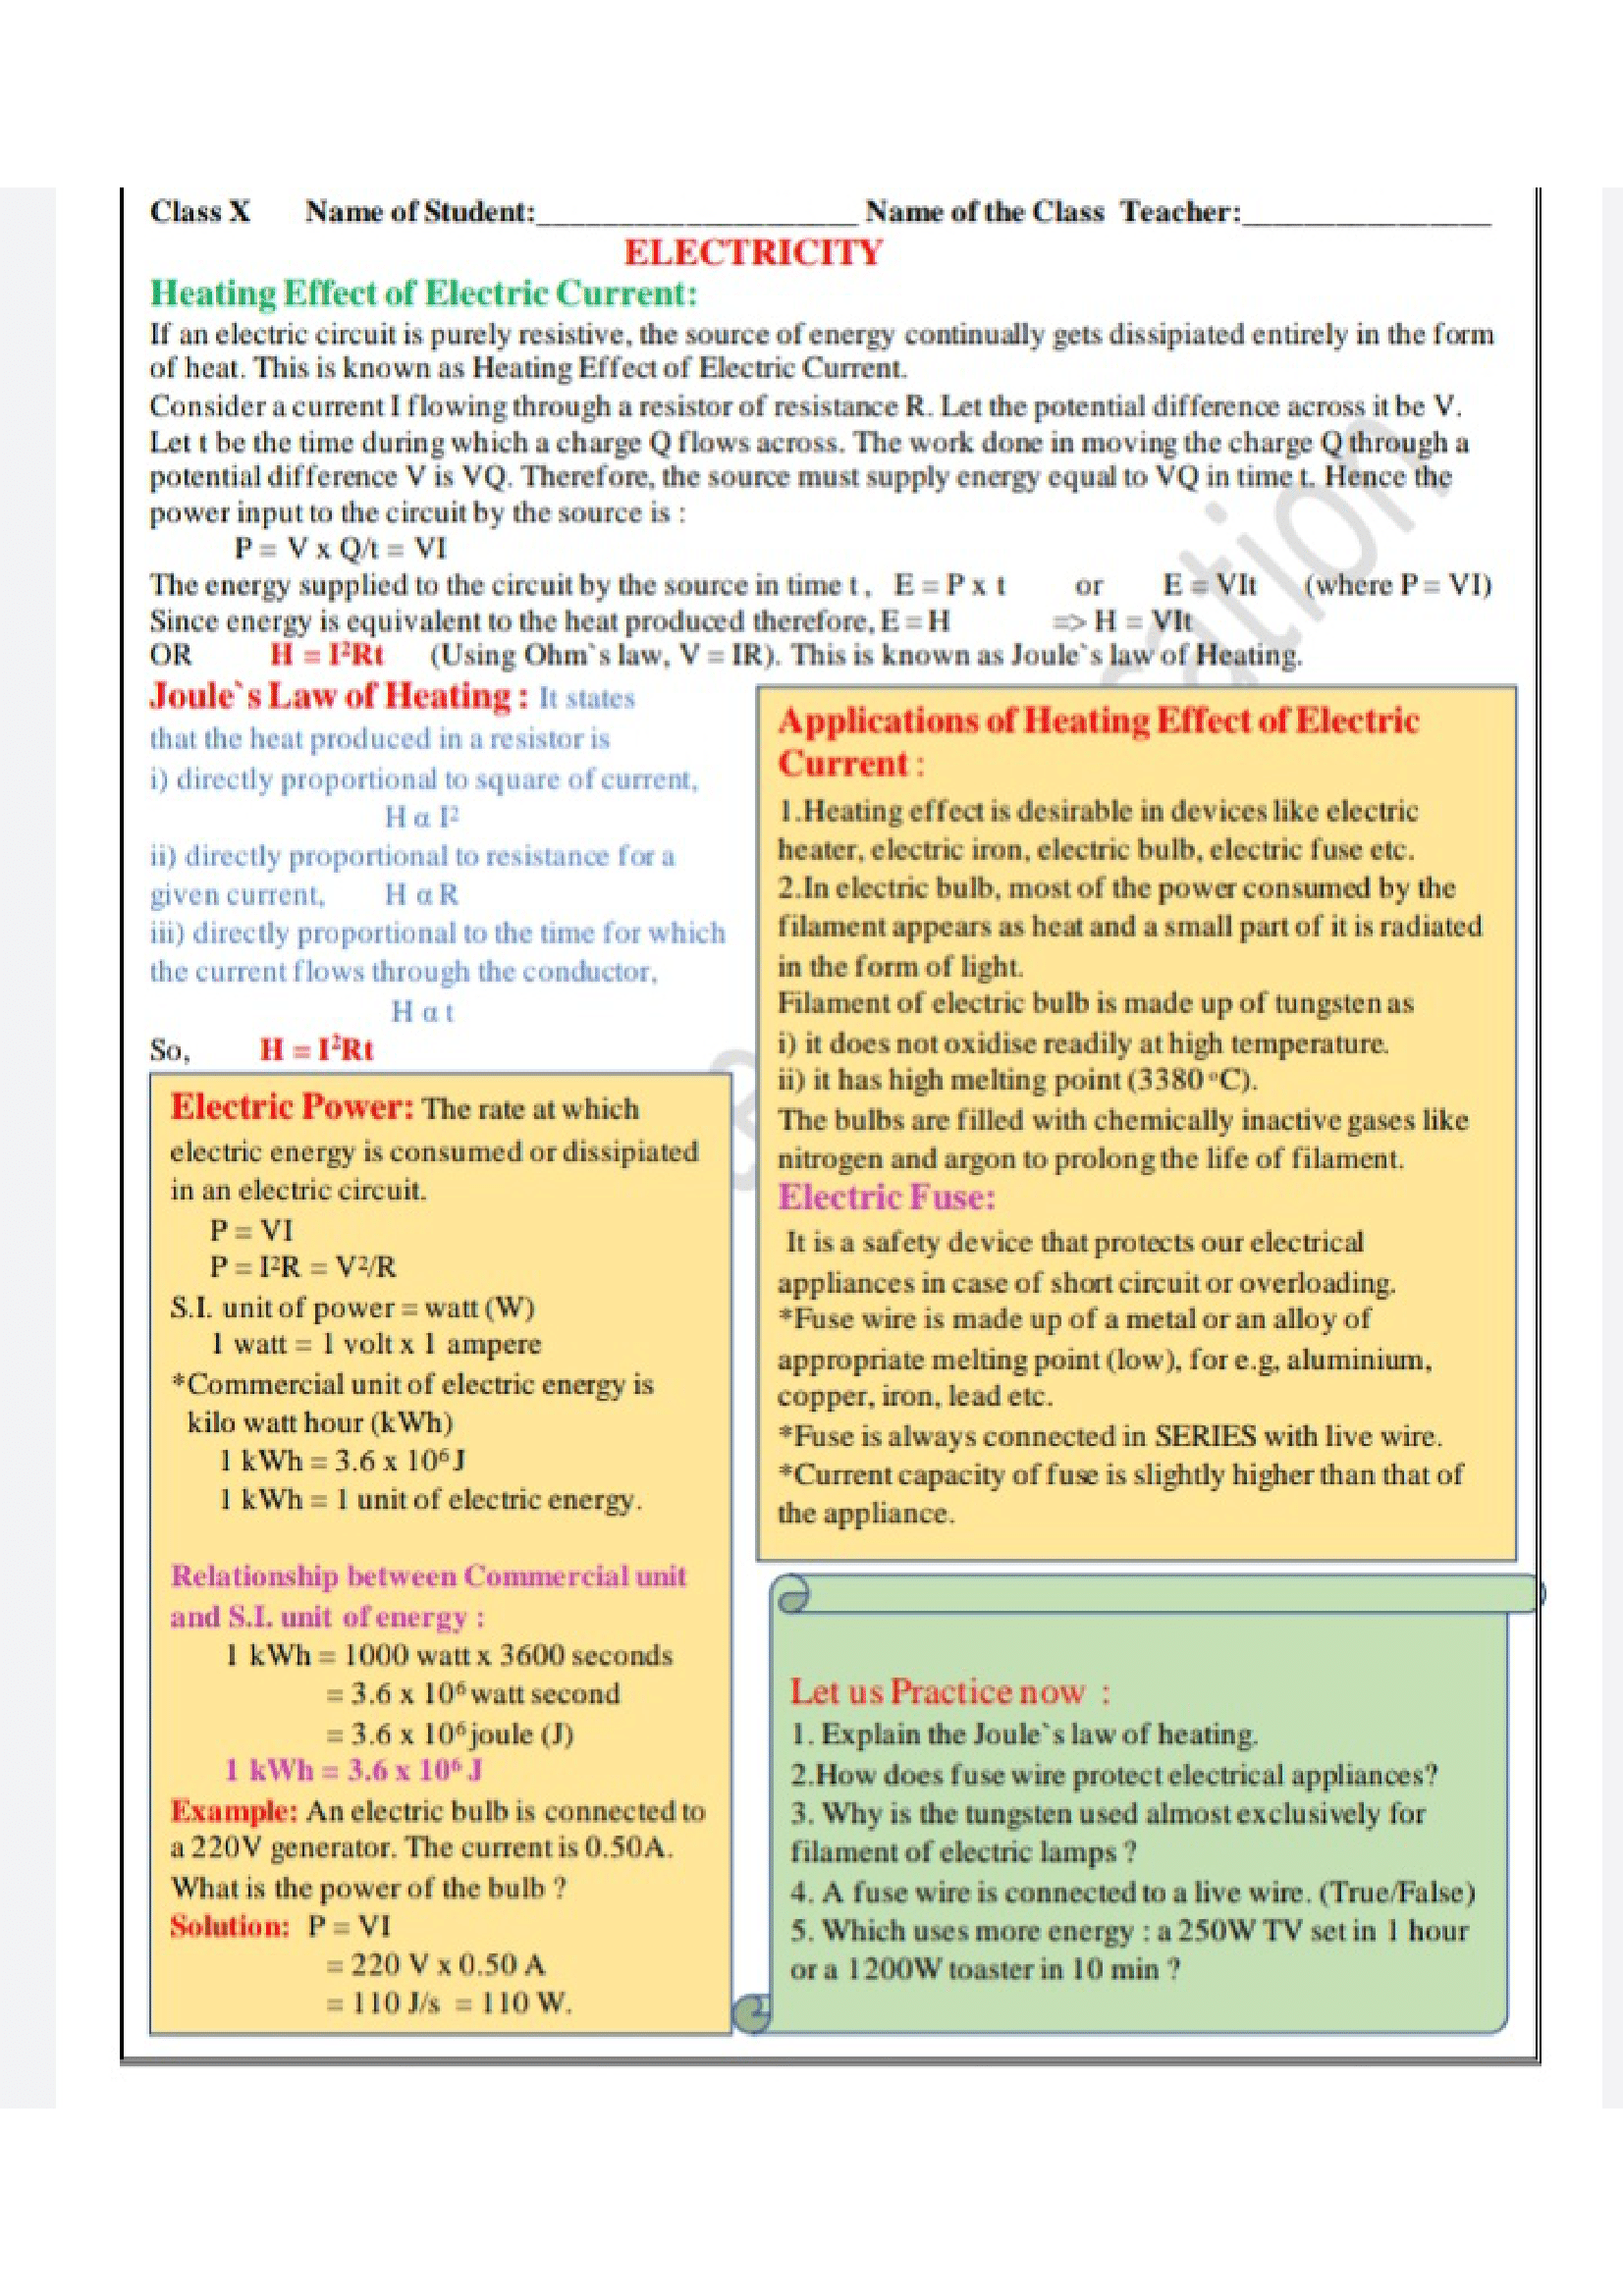 Class X Name of Student:____________________ Name of the Class Teacher:________________
ELECTRICITY
Heating Effect of Electric Current:
If an electric circuit is purely resistive, the source of energy continually gets dissipiated entirely in the form
of heat. This is known as Heating Effect of Electric Current.
Consider a current I flowing through a resistor of resistance R. Let the potential difference across it be V.
Let t be the time during which a charge Q flows across. The work done in moving the charge Q through a
potential difference V is VQ. Therefore, the source must supply energy equal to VQ in time t. Hence the
power input to the circuit by the source is :
P = V x Q/t = VI
The energy supplied to the circuit by the source in time t , E = P x t or E = VIt (where P = VI)
Since energy is equivalent to the heat produced therefore, E = H => H = VIt
OR H = I²Rt (Using Ohm`s law, V = IR). This is known as Joule`s law of Heating.
Joule`s Law of Heating : It states
that the heat produced in a resistor is
i) directly proportional to square of current,
H α I²
ii) directly proportional to resistance for a
given current, H α R
iii) directly proportional to the time for which
the current flows through the conductor,
H α t
So, H = I²Rt
Electric Power: The rate at which
electric energy is consumed or dissipiated
in an electric circuit.
P = VI
P = I²R = V²/R
S.I. unit of power = watt (W)
1 watt = 1 volt x 1 ampere
*Commercial unit of electric energy is
kilo watt hour (kWh)
1 kWh = 3.6 x 10⁶ J
1 kWh = 1 unit of electric energy.
Relationship between Commercial unit
and S.I. unit of energy :
1 kWh = 1000 watt x 3600 seconds
= 3.6 x 10⁶ watt second
= 3.6 x 10⁶ joule (J)
1 kWh = 3.6 x 10⁶ J
Example: An electric bulb is connected to
a 220V generator. The current is 0.50A.
What is the power of the bulb ?
Solution: P = VI
= 220 V x 0.50 A
= 110 J/s = 110 W.
Applications of Heating Effect of Electric
Current :
1.Heating effect is desirable in devices like electric
heater, electric iron, electric bulb, electric fuse etc.
2.In electric bulb, most of the power consumed by the
filament appears as heat and a small part of it is radiated
in the form of light.
Filament of electric bulb is made up of tungsten as
i) it does not oxidise readily at high temperature.
ii) it has high melting point (3380 °C).
The bulbs are filled with chemically inactive gases like
nitrogen and argon to prolong the life of filament.
Electric Fuse:
It is a safety device that protects our electrical
appliances in case of short circuit or overloading.
*Fuse wire is made up of a metal or an alloy of
appropriate melting point (low), for e.g, aluminium,
copper, iron, lead etc.
*Fuse is always connected in SERIES with live wire.
*Current capacity of fuse is slightly higher than that of
the appliance.
Let us Practice now :
1. Explain the Joule`s law of heating.
2.How does fuse wire protect electrical appliances?
3. Why is the tungsten used almost exclusively for
filament of electric lamps ?
4. A fuse wire is connected to a live wire. (True/False)
5. Which uses more energy : a 250W TV set in 1 hour
or a 1200W toaster in 10 min ?